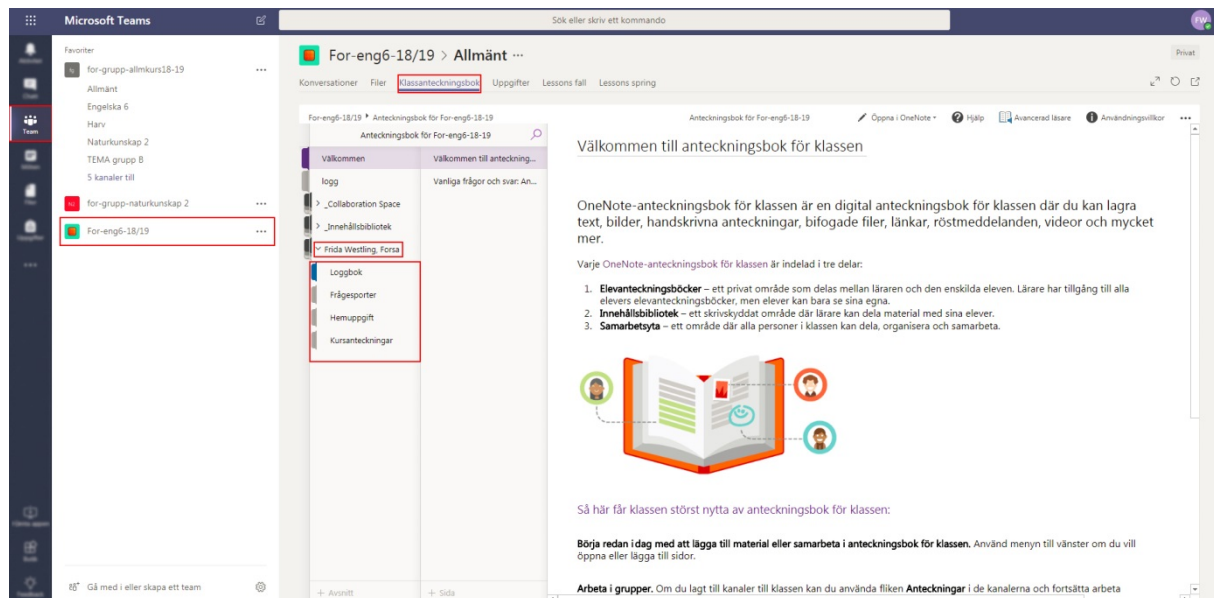 Microsoft Teams
Sök eller skriv ett kommando
FW
Team
Favoriter
for-grupp-allmkurs18-19
Allmänt
Engelska 6
Harv
Naturkunskap 2
TEMA grupp B
5 kanaler till
for-grupp-naturkunskap 2
For-eng6-18/19
Gå med i eller skapa ett team
For-eng6-18/19 > Allmänt ...
Privat
Konversationer Filer Klassanteckningsbok Uppgifter Lessons fall Lessons spring
For-eng6-18/19 Anteckningsbok för For-eng6-18-19
Anteckningsbok för For-eng6-18-19 Öppna i OneNote Hjälp Avancerad läsare Användningsvillkor
Anteckningsbok för For-eng6-18-19
Välkommen
logg
> _Collaboration Space
> _Innehållsbibliotek
Frida Westling, Forsa
Loggbok
Frågesporter
Hemuppgift
Kursanteckningar
+ Avsnitt
Välkommen till anteckning...
Vanliga frågor och svar: An...
+ Sida
Välkommen till anteckningsbok för klassen
OneNote-anteckningsbok för klassen är en digital anteckningsbok för klassen där du kan lagra
text, bilder, handskrivna anteckningar, bifogade filer, länkar, röstmeddelanden, videor och mycket
mer.
Varje OneNote-anteckningsbok för klassen är indelad i tre delar:
1. Elevanteckningsböcker – ett privat område som delas mellan läraren och den enskilda eleven. Lärare har tillgång till alla
elevers elevanteckningsböcker, men elever kan bara se sina egna.
2. Innehållsbibliotek – ett skrivskyddat område där lärare kan dela material med sina elever.
3. Samarbetsyta – ett område där alla personer i klassen kan dela, organisera och samarbeta.
Så här får klassen störst nytta av anteckningsbok för klassen:
Börja redan idag med att lägga till material eller samarbeta i anteckningsbok för klassen. Använd menyn till vänster om du vill
öppna eller lägga till sidor.
Arbeta i grupper. Om du lagt till kanaler till klassen kan du använda fliken Anteckningar i de kanalerna och fortsätta arbeta